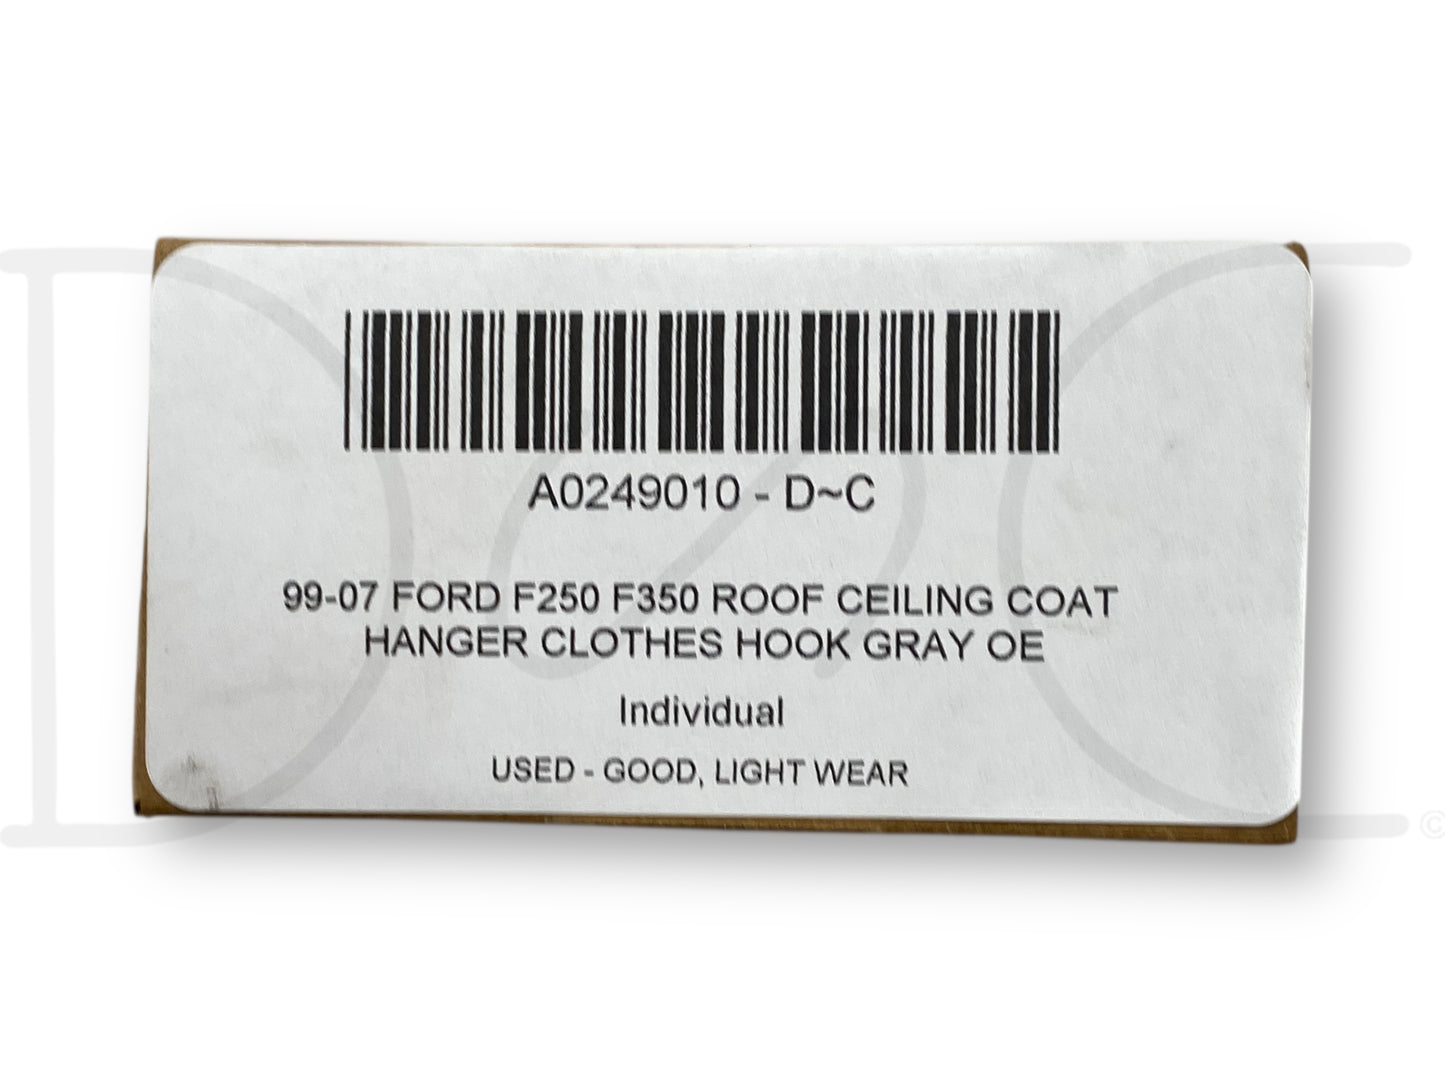 A0249010 - D~C
99-07 FORD F250 F350 ROOF CEILING COAT
HANGER CLOTHES HOOK GRAY OE
Individual
USED - GOOD, LIGHT WEAR
D~C
©